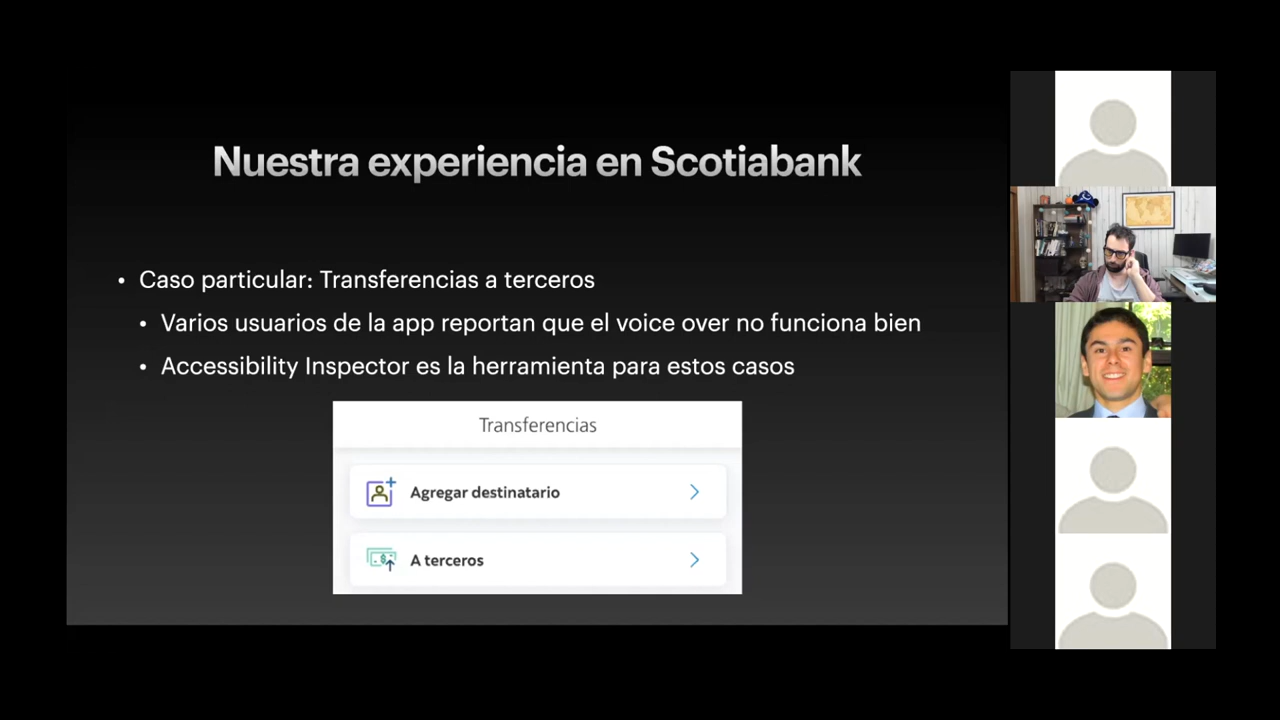 Nuestra experiencia en Scotiabank
• Caso particular: Transferencias a terceros
• Varios usuarios de la app reportan que el voice over no funciona bien
• Accessibility Inspector es la herramienta para estos casos
Transferencias
Agregar destinatario
A terceros